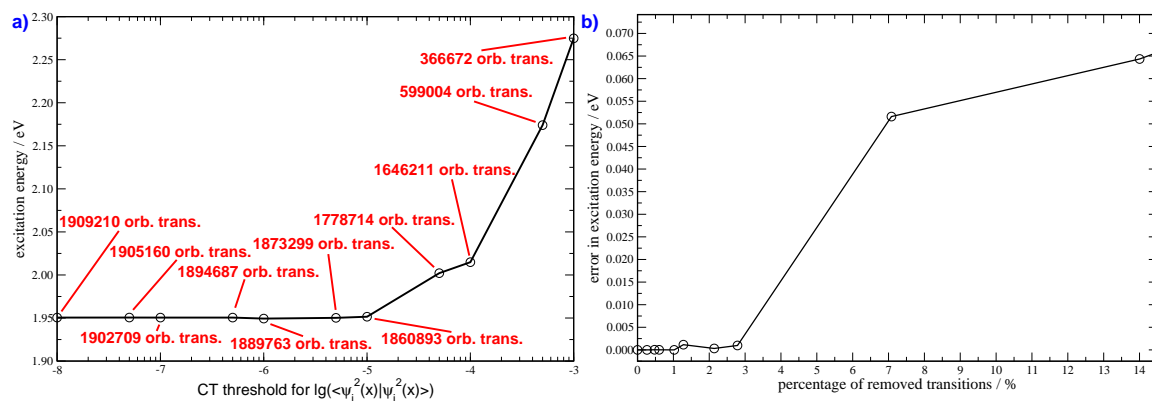 a)
2.30
2.25
2.20
2.15
2.10
2.05
2.00
1.95
1.90
excitation energy / eV
366672 orb. trans.
599004 orb. trans.
1646211 orb. trans.
1778714 orb. trans.
1909210 orb. trans.
1873299 orb. trans.
1905160 orb. trans.
1894687 orb. trans.
1902709 orb. trans.
1889763 orb. trans.
1860893 orb. trans.
-8 -7 -6 -5 -4 -3
CT threshold for lg(<ψi2(x)|ψj2(x)>)
b)
0.070
0.065
0.060
0.055
0.050
0.045
0.040
0.035
0.030
0.025
0.020
0.015
0.010
0.005
0.000
error in excitation energy / eV
0 1 2 3 4 5 6 7 8 9 10 11 12 13 14
percentage of removed transitions / %